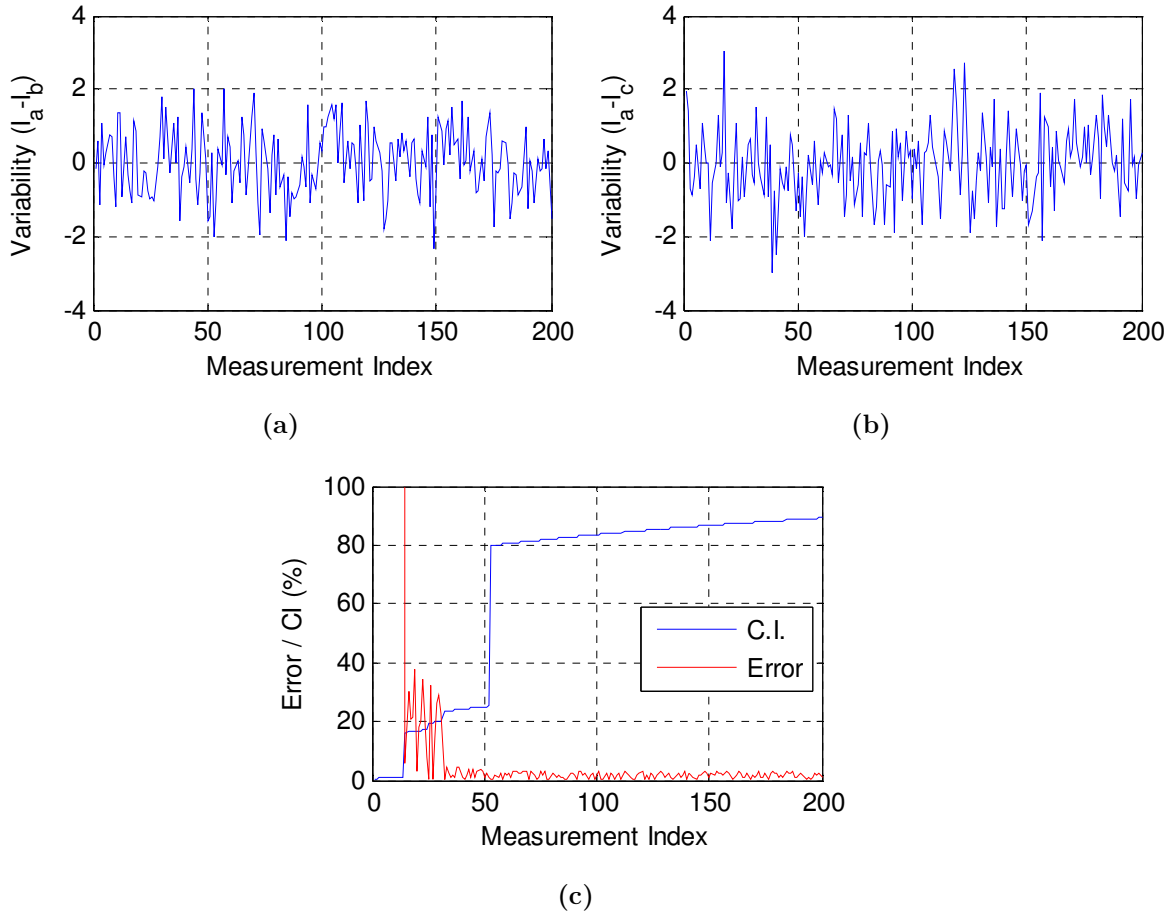 4
2
0
-2
-4
Variability (I_a-I_b)
0 50 100 150 200
Measurement Index
(a)
4
2
0
-2
-4
Variability (I_a-I_c)
0 50 100 150 200
Measurement Index
(b)
100
80
60
40
20
0
Error / CI (%)
C.I.
Error
0 50 100 150 200
Measurement Index
(c)